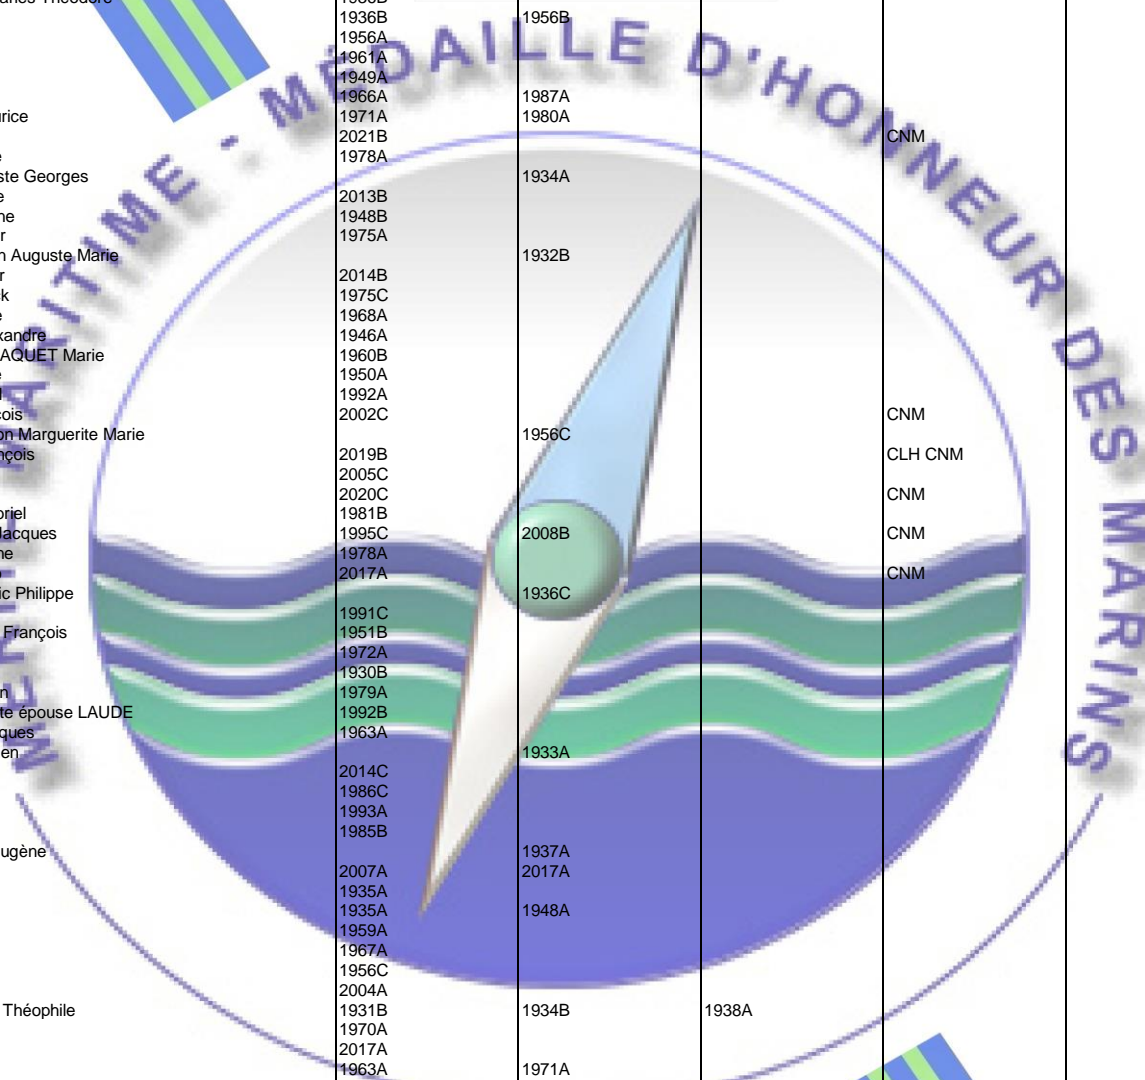 1936B 1956B
1956A
1961A
1949A
1966A 1987A
rice 1971A 1980A
2021B CNM
e 1978A
ste Georges 1934A
e 2013B
ne 1948B
r 1975A
n Auguste Marie 1932B
r 2014B
k 1975C
e 1968A
xandre 1946A
AQUET Marie 1960B
e 1950A
1992A
çois 2002C CNM
on Marguerite Marie 1956C
nçois 2019B CLH CNM
2005C
2020C CNM
oriel 1981B
Jacques 1995C 2008B CNM
ne 1978A
2017A CNM
ic Philippe 1936C
1991C
François 1951B
1972A
1930B
n 1979A
te épouse LAUDE 1992B
ques 1963A
en 1933A
2014C
1986C
1993A
1985B
ugène 1937A
2007A 2017A
1935A
1935A 1948A
1959A
1967A
1956C
2004A
Théophile 1931B 1934B 1938A
1970A
2017A
1963A 1971A
MARITIME - MÉDAILLE D'HONNEUR DES MARINS